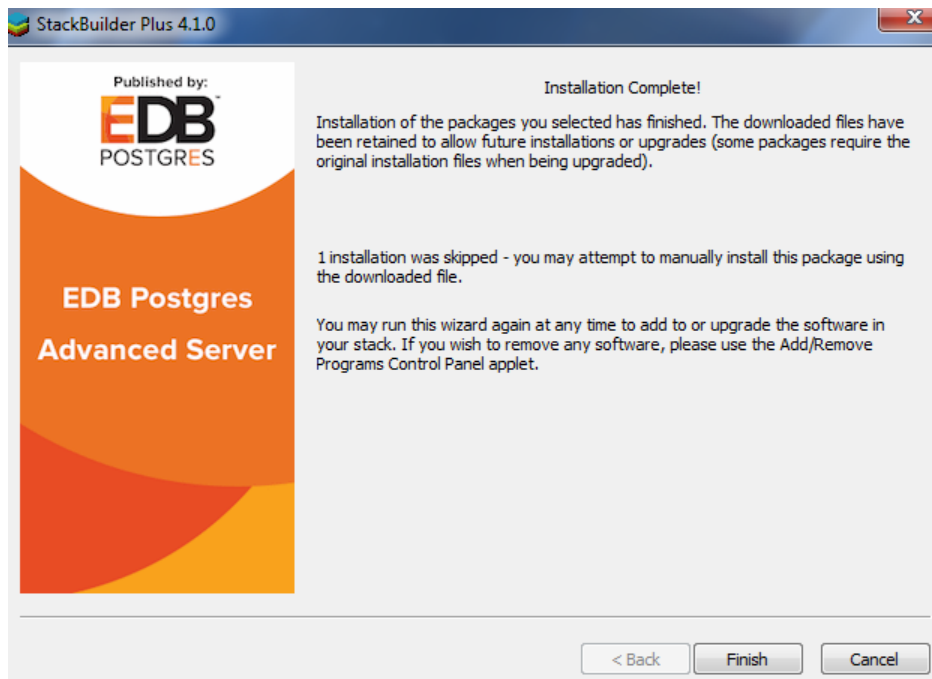 StackBuilder Plus 4.1.0
Published by:
EDB™
POSTGRES
EDB Postgres
Advanced Server
Installation Complete!
Installation of the packages you selected has finished. The downloaded files have
been retained to allow future installations or upgrades (some packages require the
original installation files when being upgraded).
1 installation was skipped - you may attempt to manually install this package using
the downloaded file.
You may run this wizard again at any time to add to or upgrade the software in
your stack. If you wish to remove any software, please use the Add/Remove
Programs Control Panel applet.
< Back
Finish
Cancel